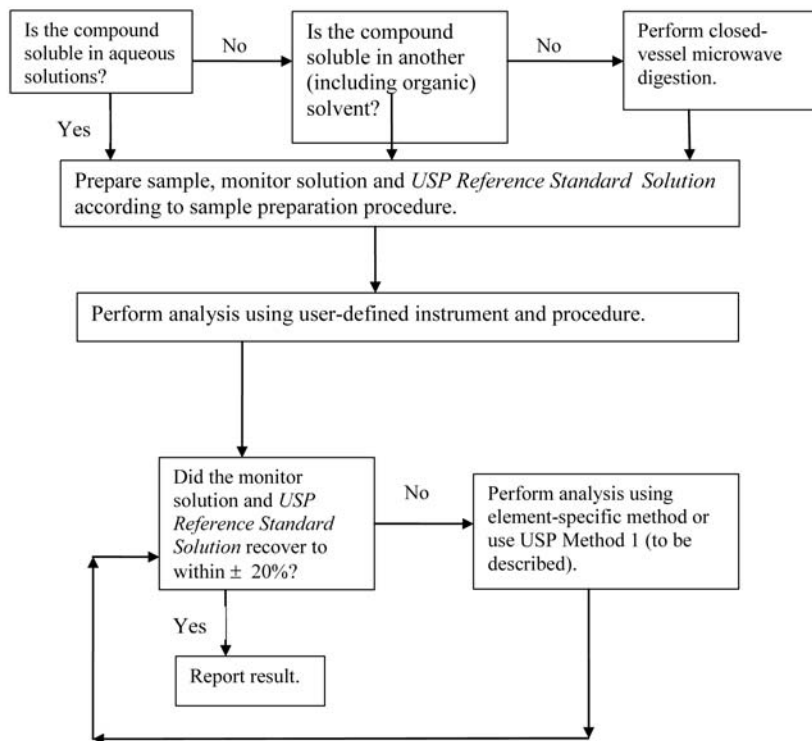 Is the compound
soluble in aqueous
solutions?
No
Is the compound
soluble in another
(including organic)
solvent?
No
Perform closed-
vessel microwave
digestion.
Yes
Prepare sample, monitor solution and USP Reference Standard Solution
according to sample preparation procedure.
Perform analysis using user-defined instrument and procedure.
Did the monitor
solution and USP
Reference Standard
Solution recover to
within ± 20%?
No
Perform analysis using
element-specific method or
use USP Method 1 (to be
described).
Yes
Report result.